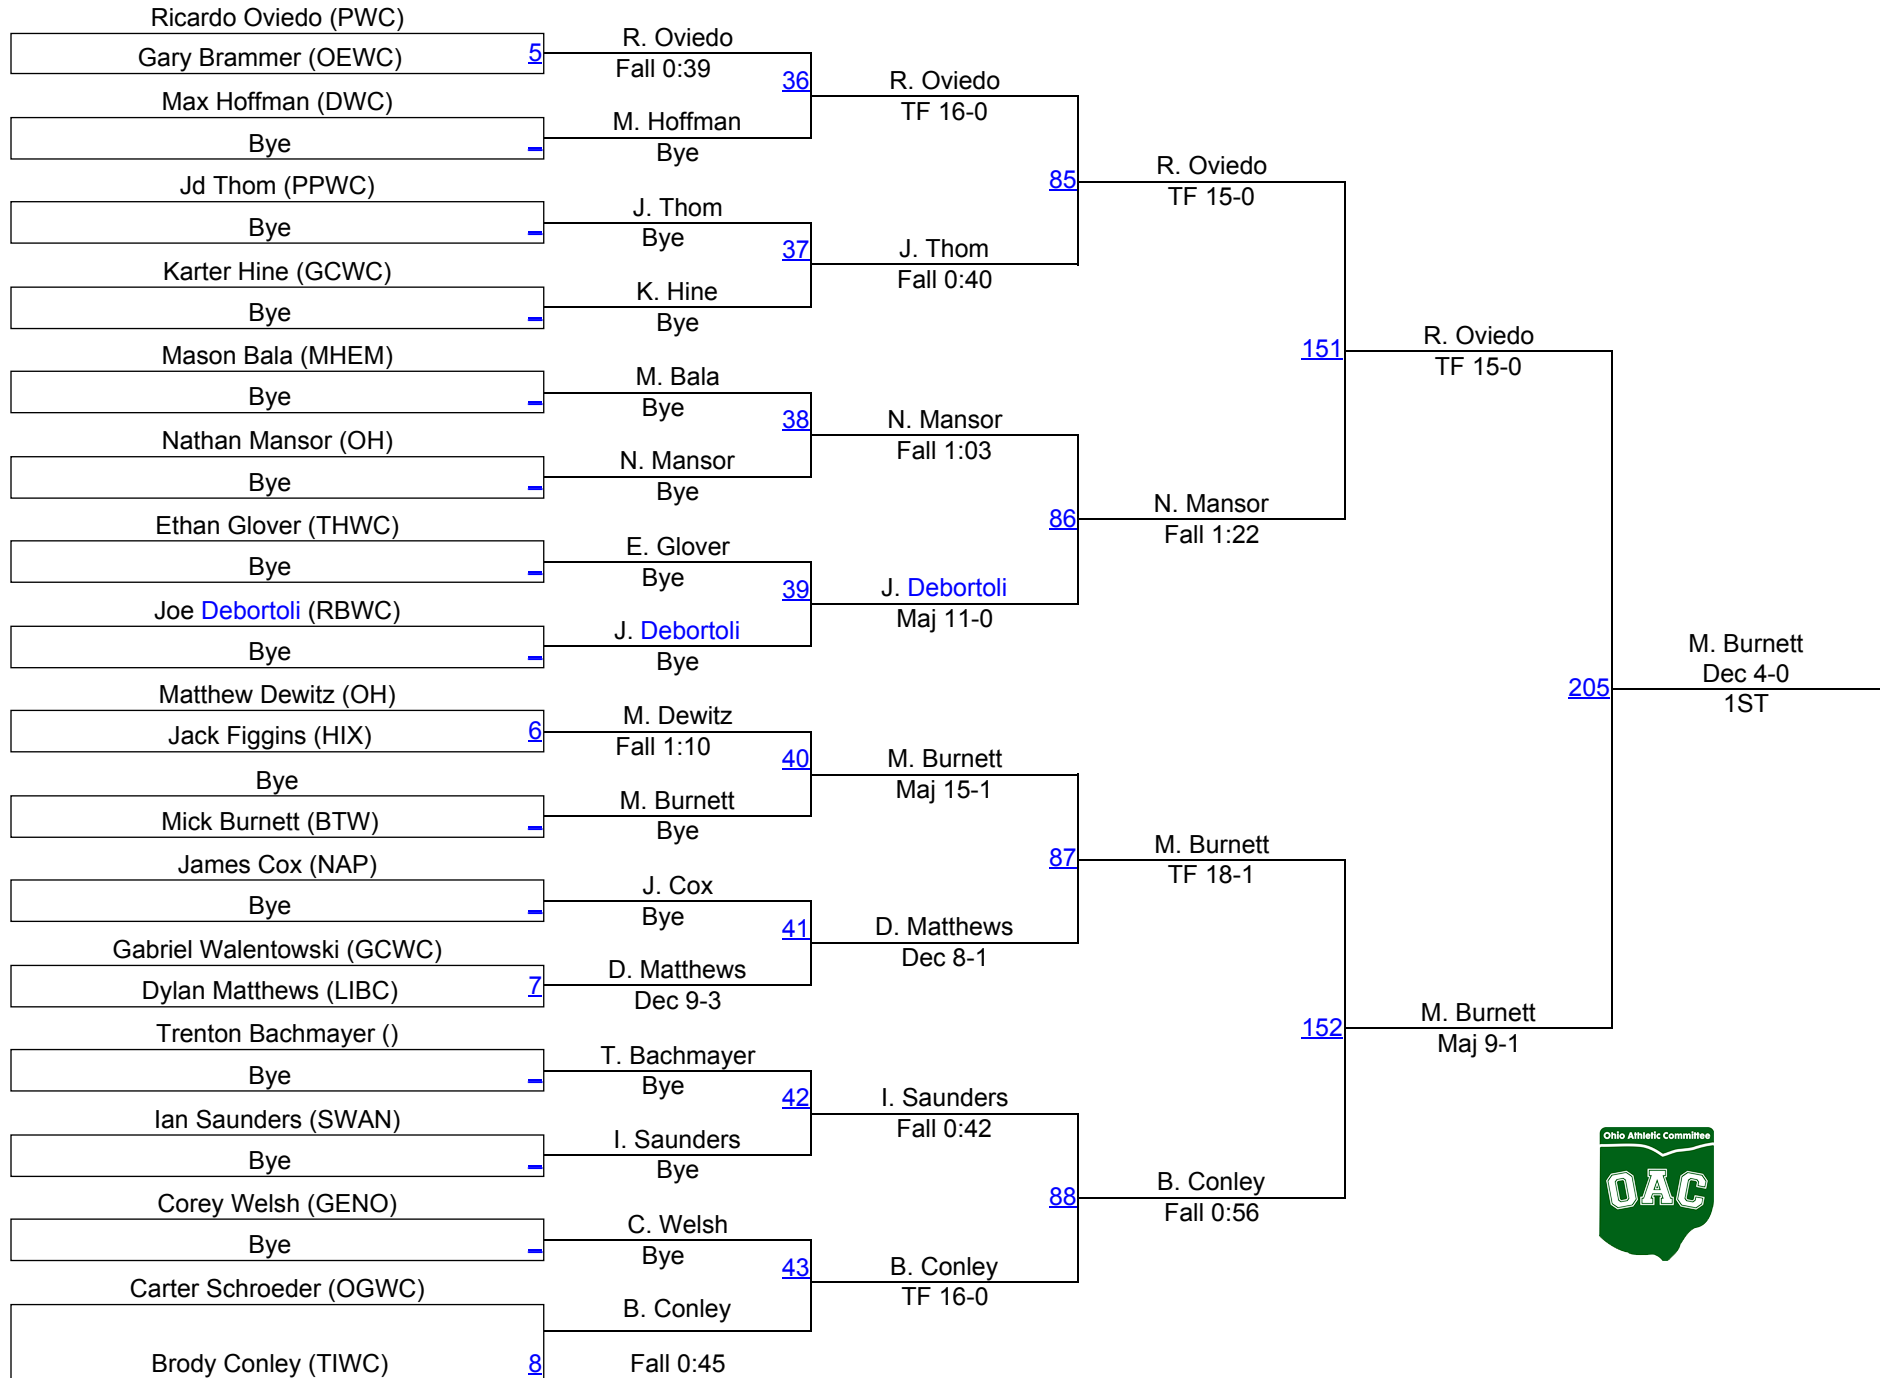 Ricardo Oviedo (PWC)
Gary Brammer (OEWC) 5
Max Hoffman (DWC)
Bye
Jd Thom (PPWC)
Bye
Karter Hine (GCWC)
Bye
Mason Bala (MHEM)
Bye
Nathan Mansor (OH)
Bye
Ethan Glover (THWC)
Bye
Joe Debortoli (RBWC)
Bye
Matthew Dewitz (OH)
Jack Figgins (HIX) 6
Bye
Mick Burnett (BTW)
James Cox (NAP)
Bye
Gabriel Walentowski (GCWC)
Dylan Matthews (LIBC) 7
Trenton Bachmayer ()
Bye
Ian Saunders (SWAN)
Bye
Corey Welsh (GENO)
Bye
Carter Schroeder (OGWC)
Brody Conley (TIWC) 8
R. Oviedo
Fall 0:39
36
M. Hoffman
Bye
J. Thom
Bye
37
K. Hine
Bye
M. Bala
Bye
38
N. Mansor
Bye
E. Glover
Bye
39
J. Debortoli
Bye
M. Dewitz
Fall 1:10
40
M. Burnett
Bye
J. Cox
Bye
41
D. Matthews
Dec 9-3
T. Bachmayer
Bye
42
I. Saunders
Bye
C. Welsh
Bye
43
B. Conley
Fall 0:45
R. Oviedo
TF 16-0
85
J. Thom
Fall 0:40
N. Mansor
Fall 1:03
86
J. Debortoli
Maj 11-0
M. Burnett
Maj 15-1
87
D. Matthews
Dec 8-1
I. Saunders
Fall 0:42
88
B. Conley
TF 16-0
R. Oviedo
TF 15-0
151
N. Mansor
Fall 1:22
M. Burnett
TF 18-1
152
B. Conley
Fall 0:56
R. Oviedo
TF 15-0
205
M. Burnett
Maj 9-1
M. Burnett
Dec 4-0
1ST
Ohio Athletic Committee
OAC